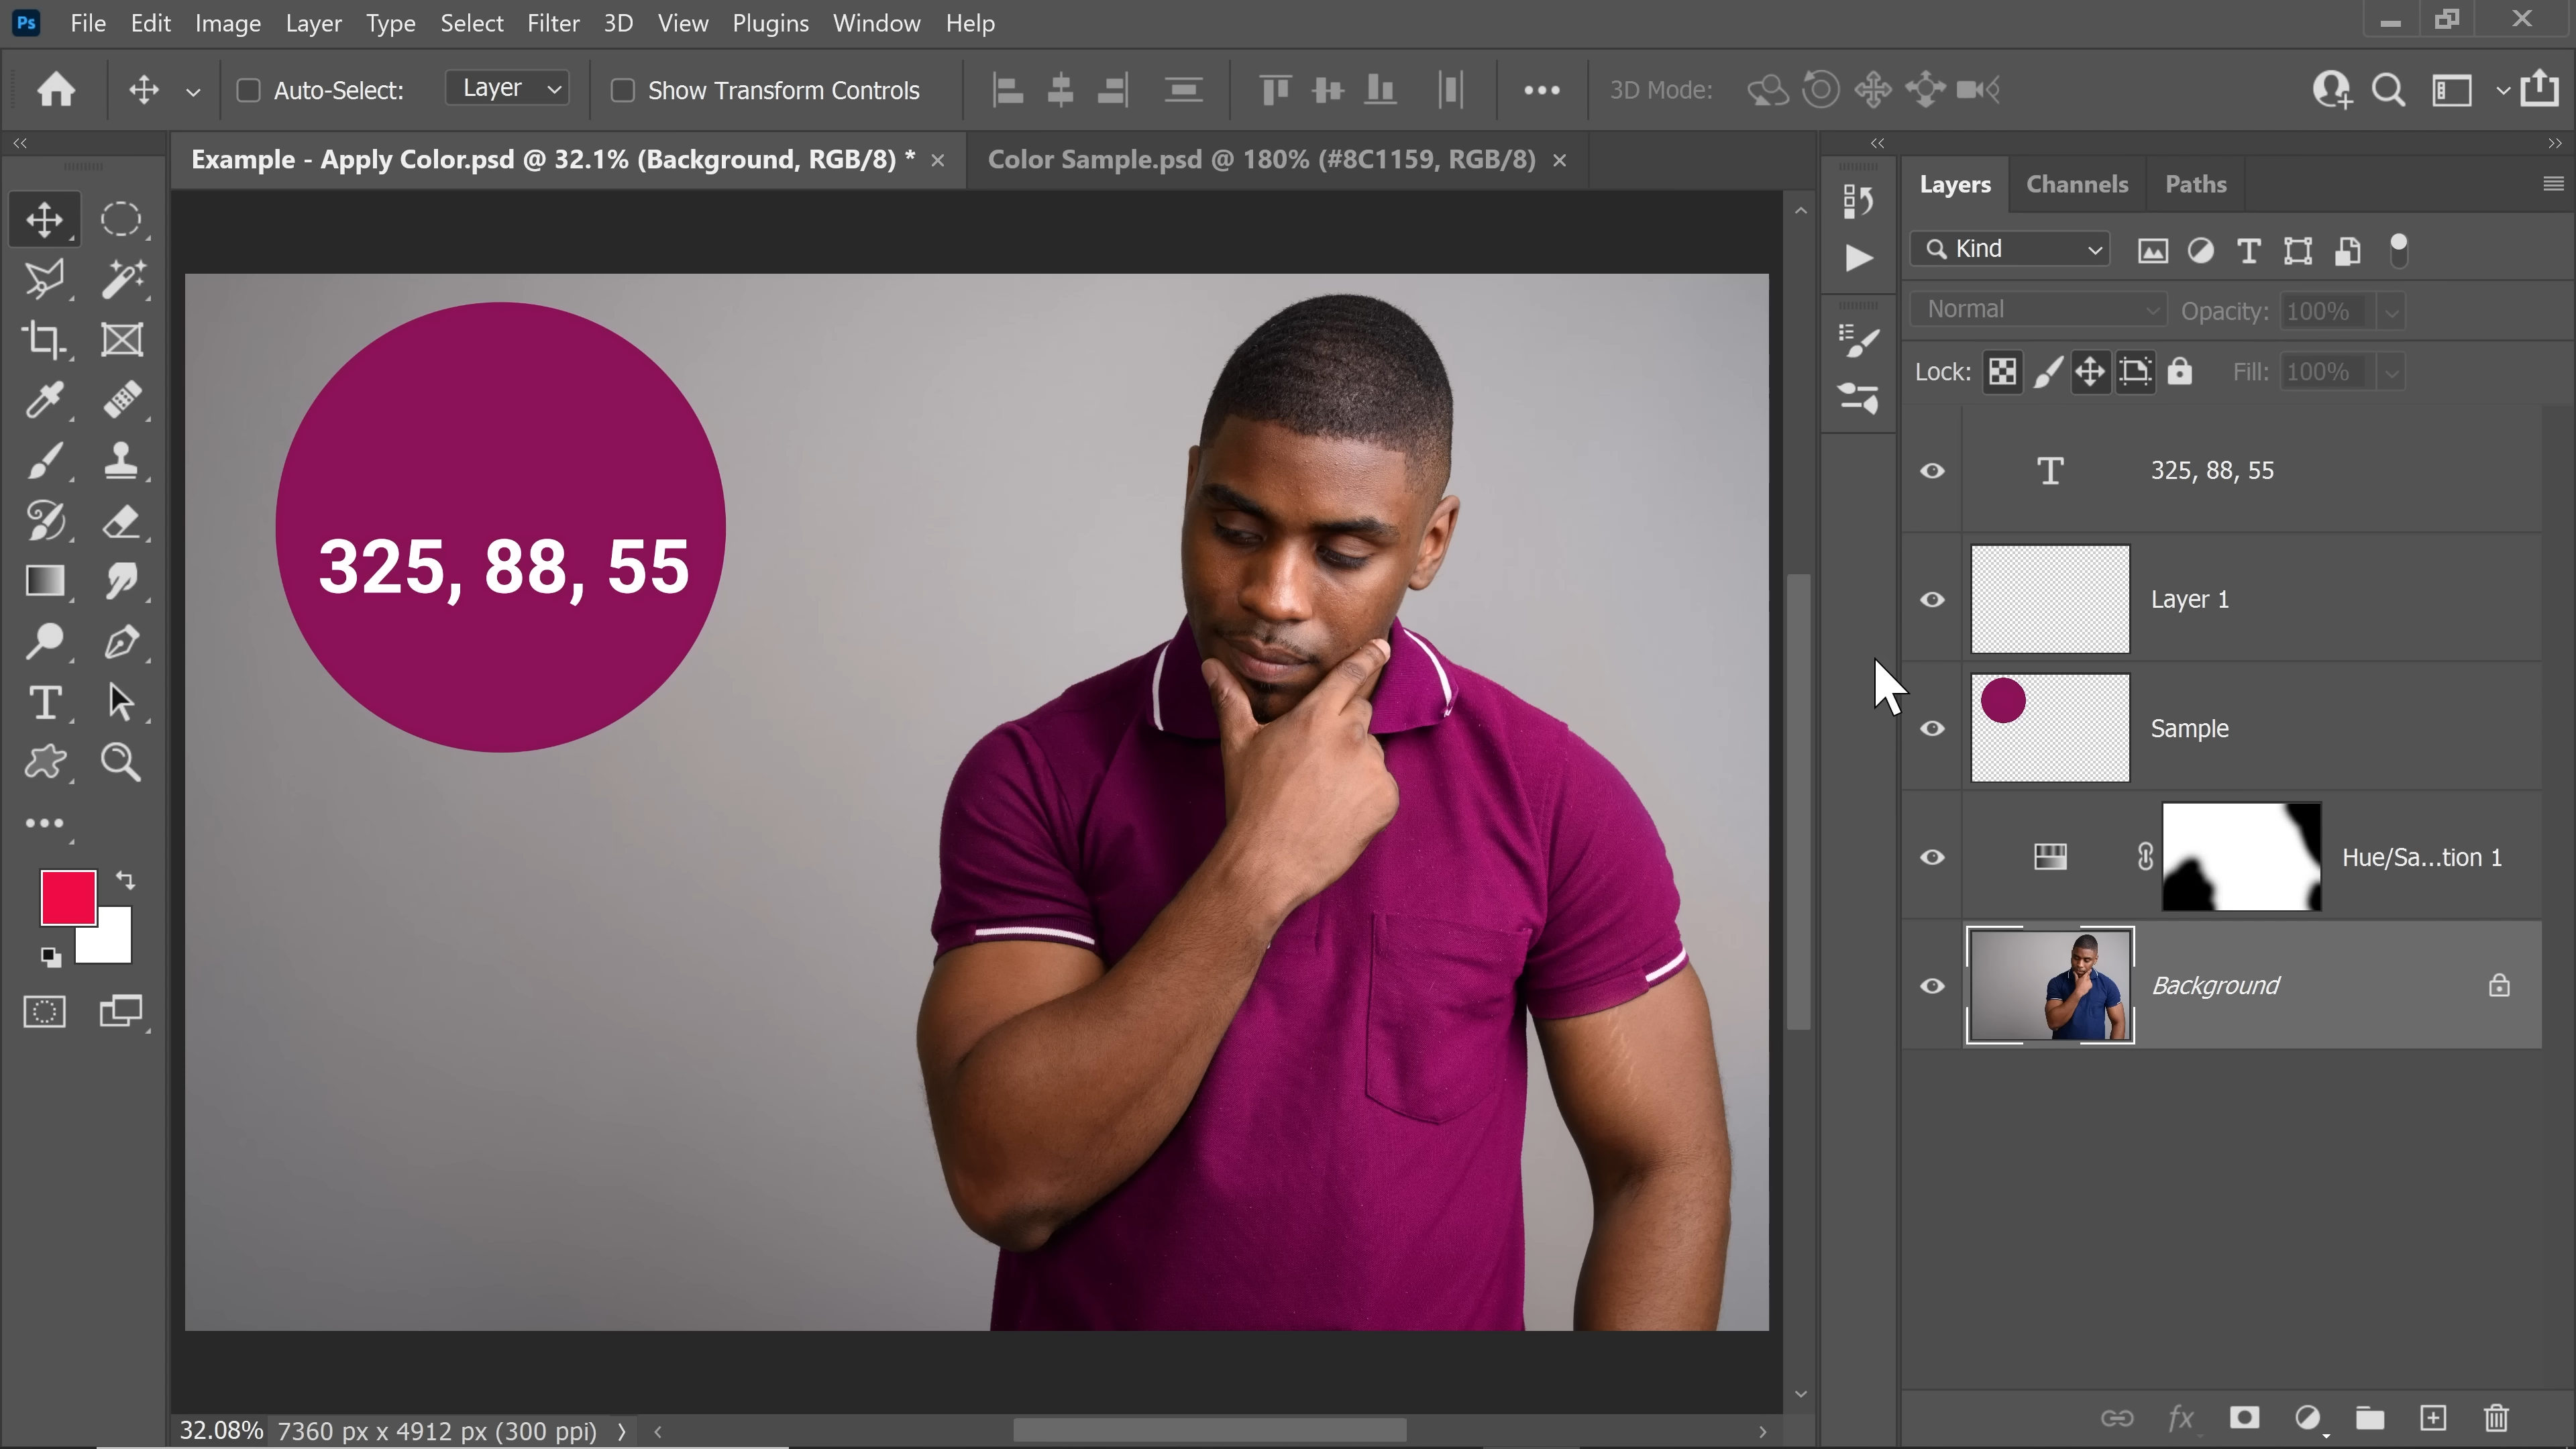 Ps File Edit Image Layer Type Select Filter 3D View Plugins Window Help
Auto-Select: Layer Show Transform Controls 3D Mode:
Example - Apply Color.psd @ 32.1% (Background, RGB/8) * Color Sample.psd @ 180% (#8C1159, RGB/8)
Layers Channels Paths
Kind
Normal Opacity: 100%
Lock: Fill: 100%
325, 88, 55
325, 88, 55
Layer 1
Sample
Hue/Sa...tion 1
Background
32.08% 7360 px x 4912 px (300 ppi)
fx